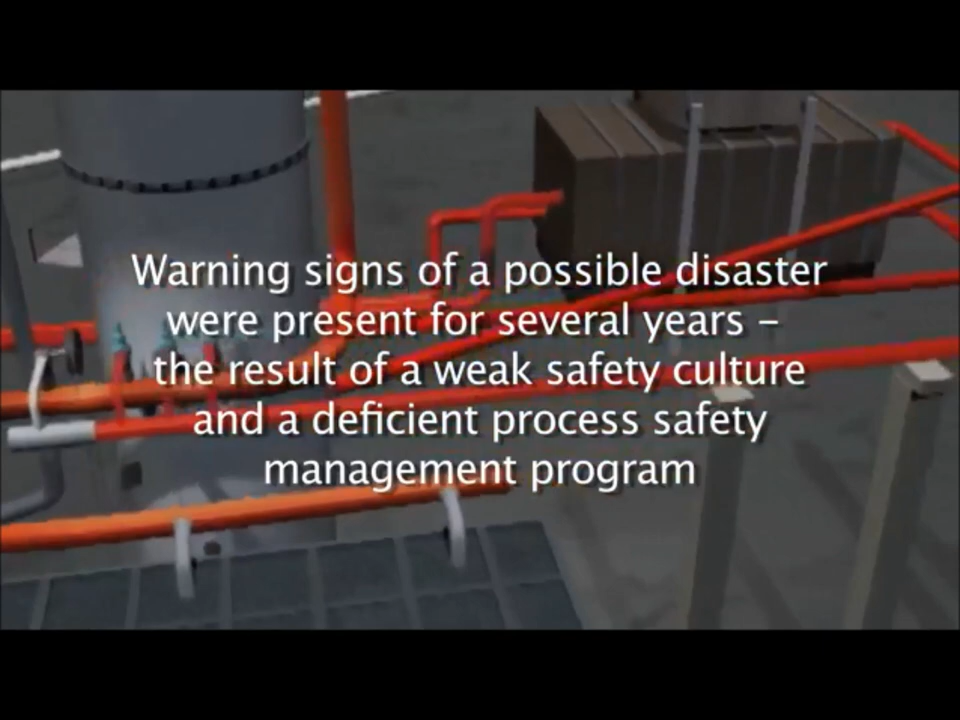 Warning signs of a possible disaster
were present for several years –
the result of a weak safety culture
and a deficient process safety
management program